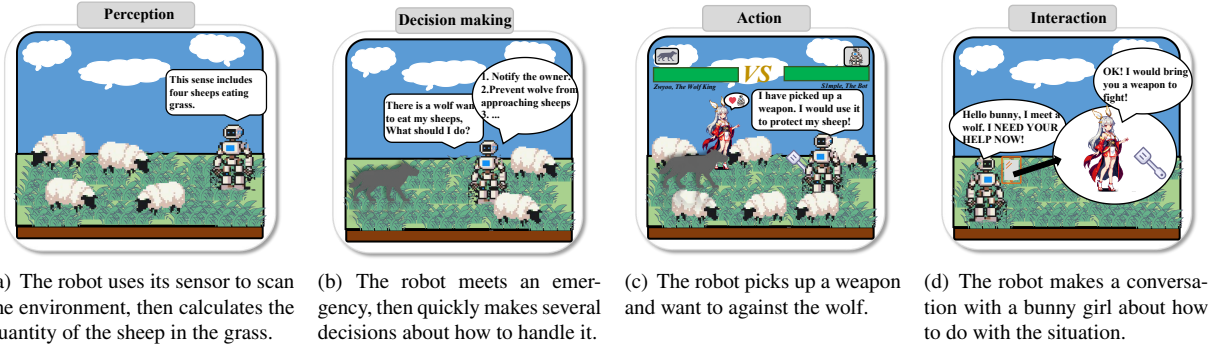 Perception
This sense includes
four sheeps eating
grass.
a) The robot uses its sensor to scan
he environment, then calculates the
uantity of the sheep in the grass.
Decision making
There is a wolf wan
to eat my sheeps,
What should I do?
1. Notify the owner.
2.Prevent wolve from
approaching sheeps
3. ...
(b) The robot meets an emer-
gency, then quickly makes several
decisions about how to handle it.
Action
VS
Zwyoo, The Wolf King
S1mple, The Bot
I have picked up a
weapon. I would use it
to protect my sheep!
(c) The robot picks up a weapon
and want to against the wolf.
Interaction
OK! I would bring
you a weapon to
fight!
Hello bunny, I meet a
wolf. I NEED YOUR
HELP NOW!
(d) The robot makes a conversa-
tion with a bunny girl about how
to do with the situation.